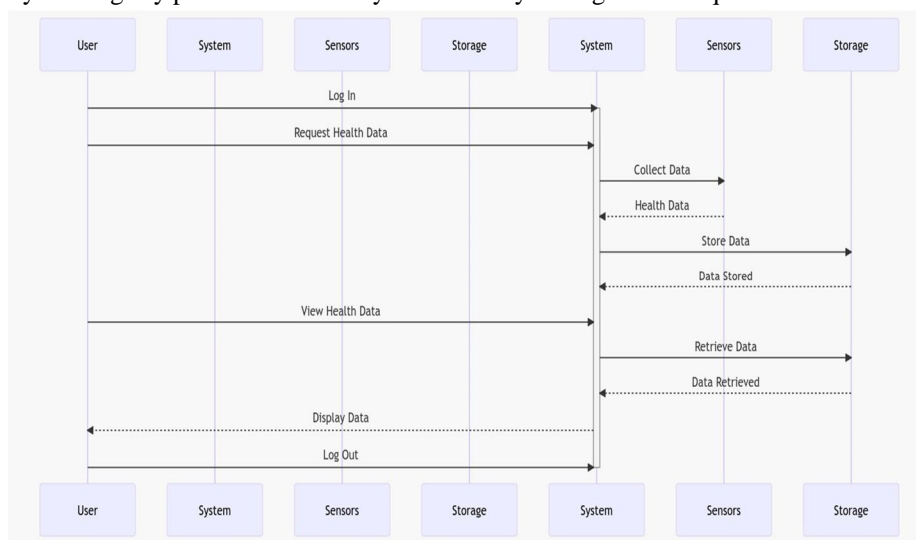 User System Sensors Storage System Sensors Storage
Log In
Request Health Data
Collect Data
Health Data
Store Data
Data Stored
View Health Data
Retrieve Data
Data Retrieved
Display Data
Log Out
User System Sensors Storage System Sensors Storage